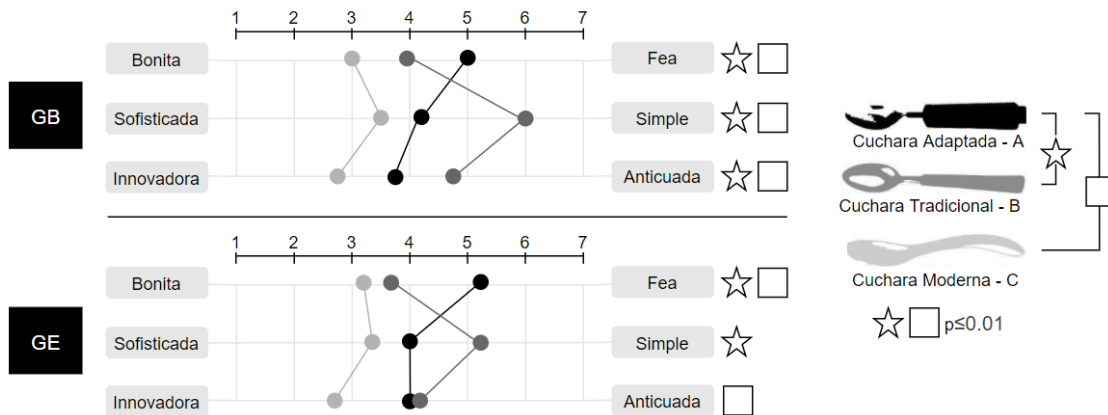 1 2 3 4 5 6 7
Bonita Fea
GB Sofisticada Simple
Innovadora Anticuada
1 2 3 4 5 6 7
Bonita Fea
GE Sofisticada Simple
Innovadora Anticuada
Cuchara Adaptada - A
Cuchara Tradicional - B
Cuchara Moderna - C
p≤0.01